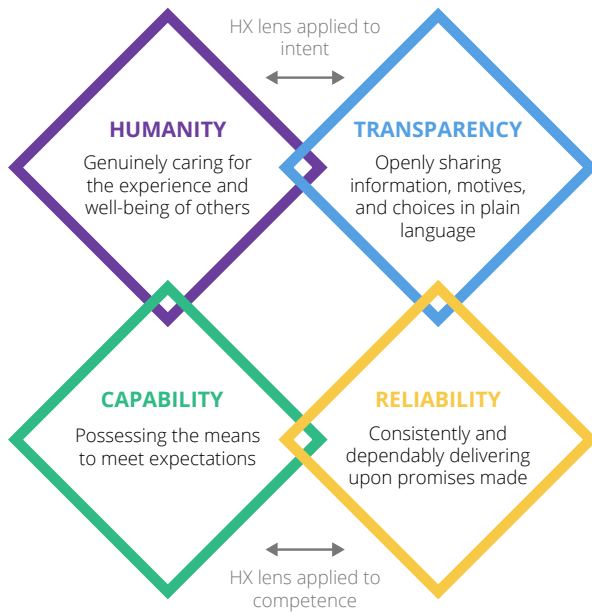 HX lens applied to
intent
HUMANITY
Genuinely caring for
the experience and
well-being of others
TRANSPARENCY
Openly sharing
information, motives,
and choices in plain
language
CAPABILITY
Possessing the means
to meet expectations
RELIABILITY
Consistently and
dependably delivering
upon promises made
HX lens applied to
competence